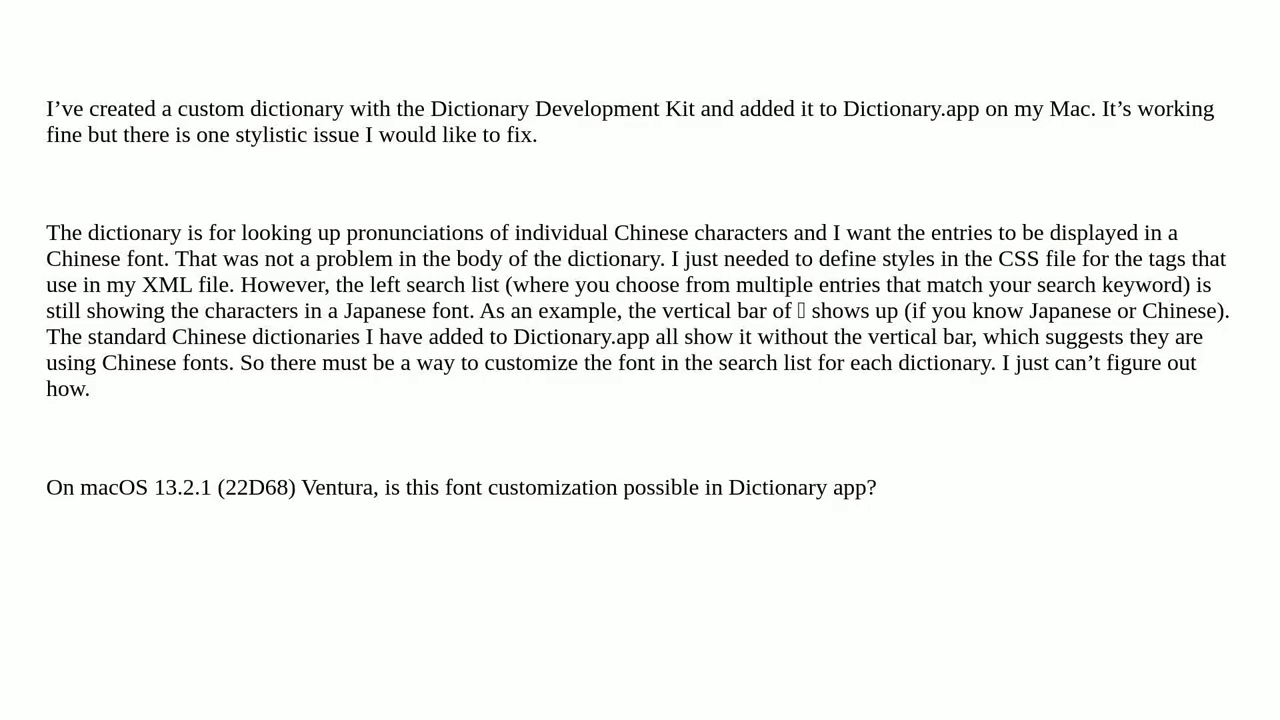 I’ve created a custom dictionary with the Dictionary Development Kit and added it to Dictionary.app on my Mac. It’s working
fine but there is one stylistic issue I would like to fix.
The dictionary is for looking up pronunciations of individual Chinese characters and I want the entries to be displayed in a
Chinese font. That was not a problem in the body of the dictionary. I just needed to define styles in the CSS file for the tags that
use in my XML file. However, the left search list (where you choose from multiple entries that match your search keyword) is
still showing the characters in a Japanese font. As an example, the vertical bar of shows up (if you know Japanese or Chinese).
The standard Chinese dictionaries I have added to Dictionary.app all show it without the vertical bar, which suggests they are
using Chinese fonts. So there must be a way to customize the font in the search list for each dictionary. I just can’t figure out
how.
On macOS 13.2.1 (22D68) Ventura, is this font customization possible in Dictionary app?